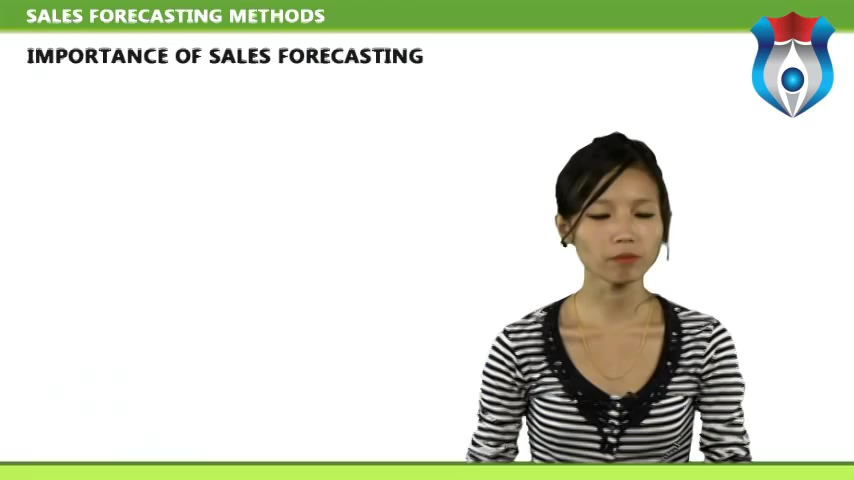 SALES FORECASTING METHODS
IMPORTANCE OF SALES FORECASTING